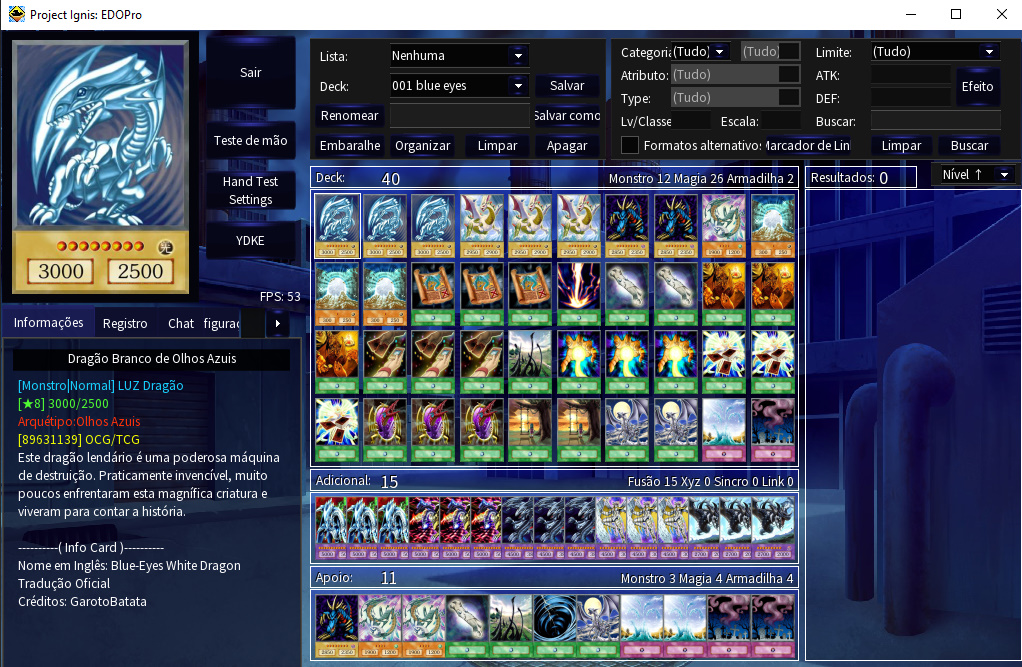 Project Ignis: EDOPro
3000 2500
Sair
Teste de mão
Hand Test
Settings
YDKE
FPS: 53
Informações Registro Chat figurac
Dragão Branco de Olhos Azuis
[Monstro|Normal] LUZ Dragão
[★8] 3000/2500
Arquétipo:Olhos Azuis
[89631139] OCG/TCG
Este dragão lendário é uma poderosa máquina
de destruição. Praticamente invencível, muito
poucos enfrentaram esta magnífica criatura e
viveram para contar a história.
----------( Info Card )----------
Nome em Inglês: Blue-Eyes White Dragon
Tradução Oficial
Créditos: GarotoBatata
Lista: Nenhuma
Deck: 001 blue eyes Salvar
Renomear Salvar como
Embaralhe Organizar Limpar Apagar
Categoria (Tudo) (Tudo) Limite: (Tudo)
Atributo: (Tudo) ATK:
Type: (Tudo) DEF:
Efeito
Lv/Classe Escala: Buscar:
Formatos alternativos Marcador de Lin Limpar Buscar
Deck: 40 Monstro 12 Magia 26 Armadilha 2
Resultados: 0 Nível ↑
Adicional: 15 Fusão 15 Xyz 0 Sincro 0 Link 0
Apoio: 11 Monstro 3 Magia 4 Armadilha 4